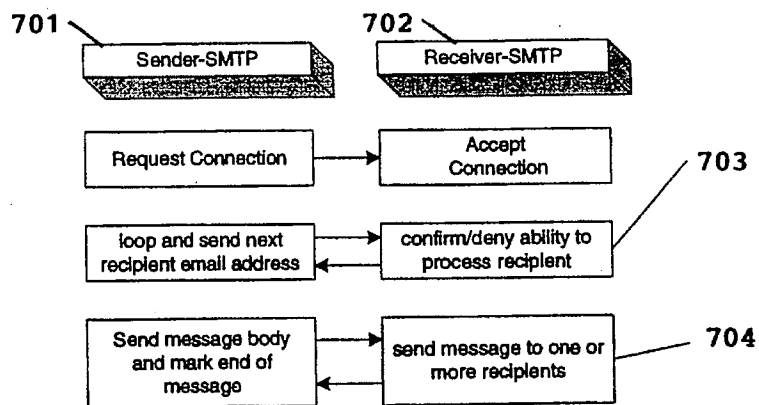 701
702
Sender-SMTP
Receiver-SMTP
Request Connection
Accept
Connection
703
loop and send next
recipient email address
confirm/deny ability to
process recipient
Send message body
and mark end of
message
send message to one or
more recipients
704